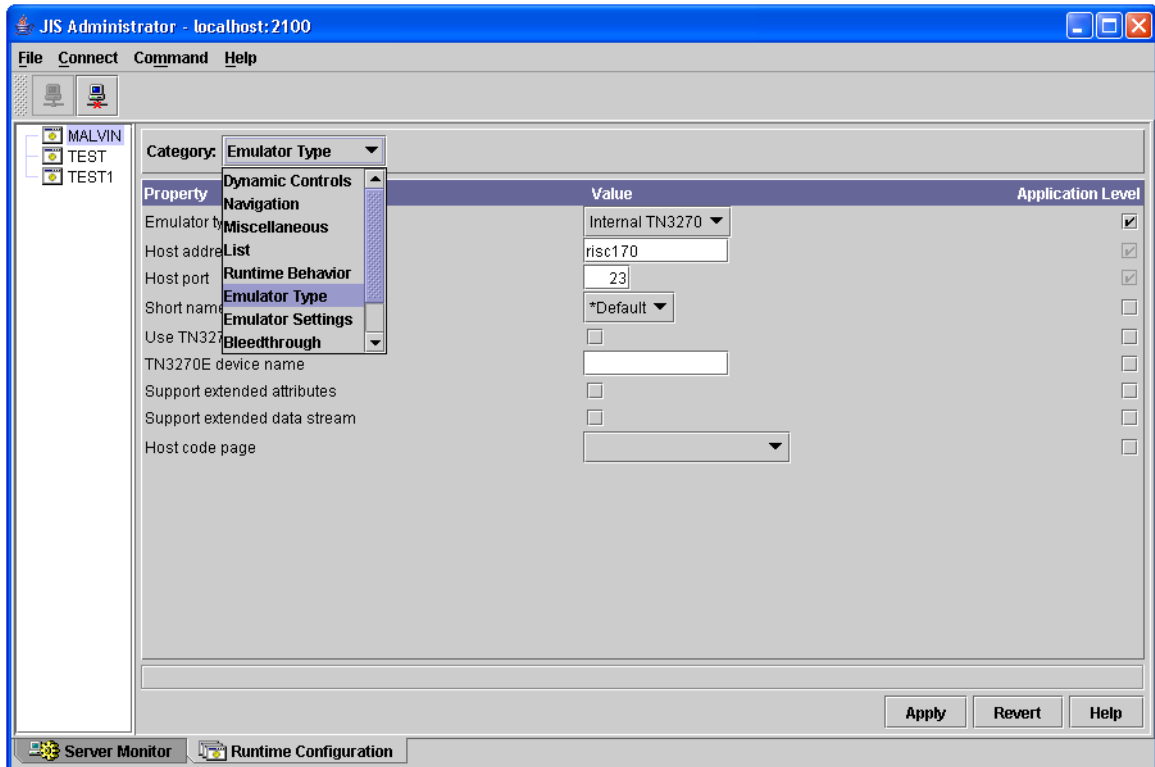 JIS Administrator - localhost:2100
File Connect Command Help
MALVIN
TEST
TEST1
Category: Emulator Type
Dynamic Controls
Navigation
Miscellaneous
List
Runtime Behavior
Emulator Type
Emulator Settings
Bleedthrough
Property Value Application Level
Emulator ty Internal TN3270
Host addre risc170
Host port 23
Short name *Default
Use TN327
TN3270E device name
Support extended attributes
Support extended data stream
Host code page
Apply Revert Help
Server Monitor Runtime Configuration